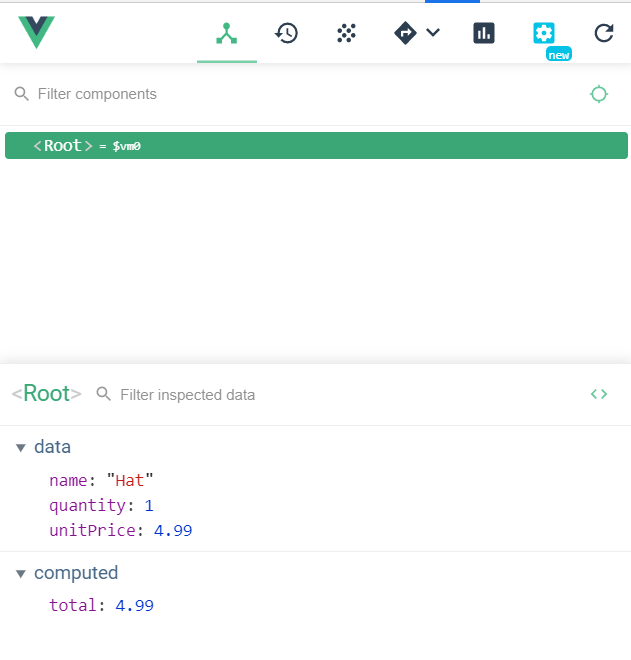 new
Filter components
<Root> = $vm0
<Root> Filter inspected data <>
data
name: "Hat"
quantity: 1
unitPrice: 4.99
computed
total: 4.99